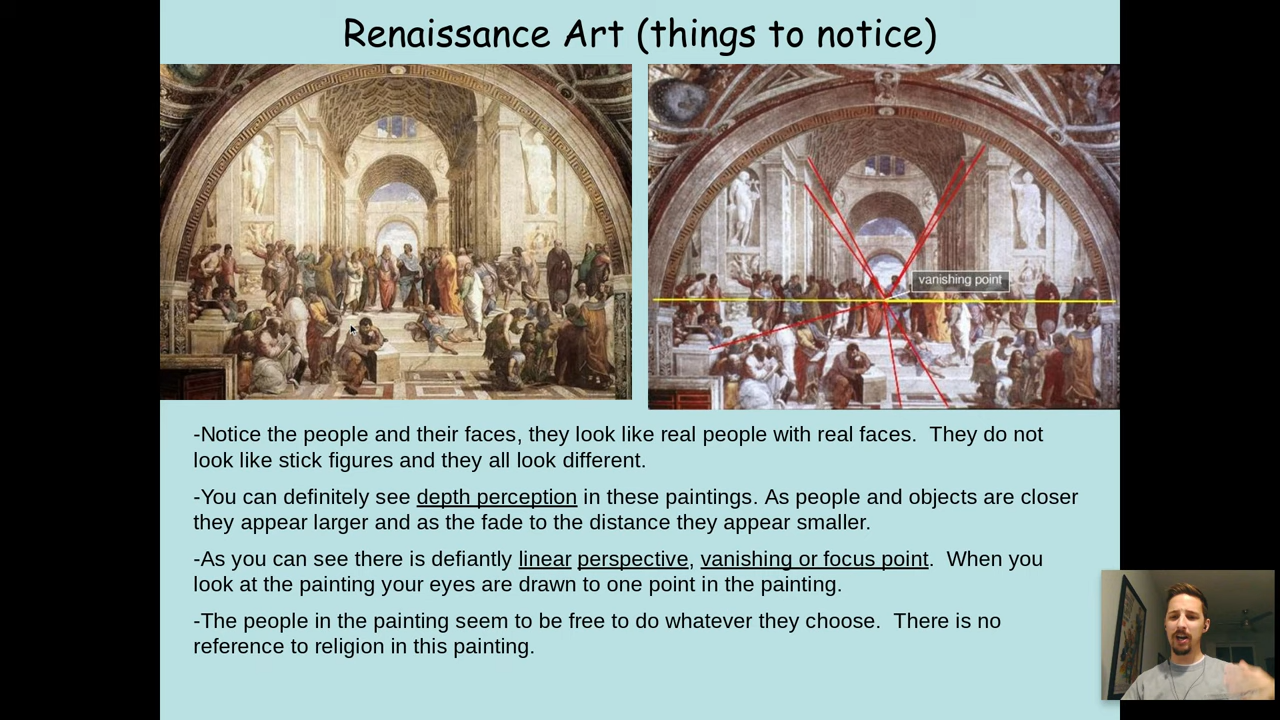 Renaissance Art (things to notice)
vanishing point
-Notice the people and their faces, they look like real people with real faces.  They do not
look like stick figures and they all look different.
-You can definitely see depth perception in these paintings. As people and objects are closer
they appear larger and as the fade to the distance they appear smaller.
-As you can see there is defiantly linear perspective, vanishing or focus point.  When you
look at the painting your eyes are drawn to one point in the painting.
-The people in the painting seem to be free to do whatever they choose.  There is no
reference to religion in this painting.